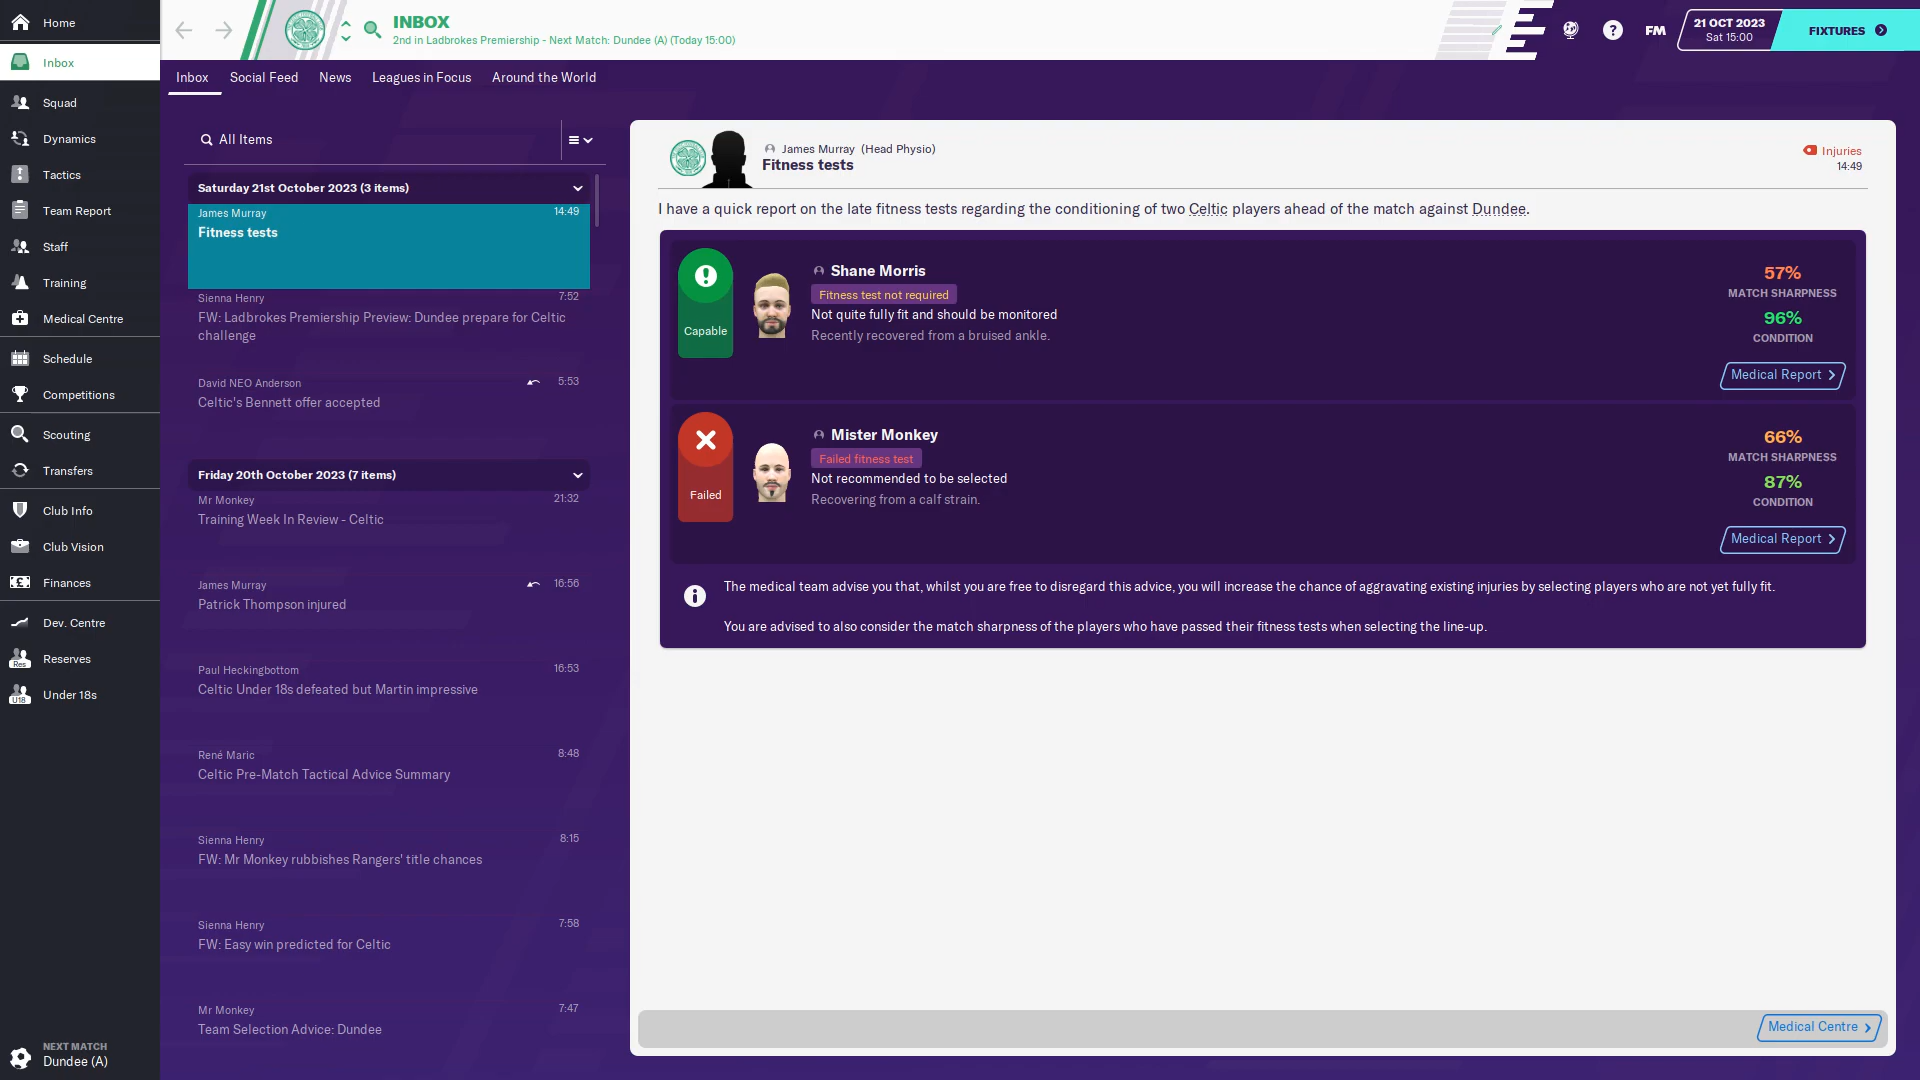 Home
Inbox
Squad
Dynamics
Tactics
Team Report
Staff
Training
Medical Centre
Schedule
Competitions
Scouting
Transfers
Club Info
Club Vision
Finances
Dev. Centre
Res
Reserves
U18
Under 18s
NEXT MATCH
Dundee (A)
INBOX
2nd in Ladbrokes Premiership - Next Match: Dundee (A) (Today 15:00)
FM
21 OCT 2023
Sat 15:00
FIXTURES
Inbox Social Feed News Leagues in Focus Around the World
All Items
Saturday 21st October 2023 (3 items)
James Murray 14:49
Fitness tests
Sienna Henry 7:52
FW: Ladbrokes Premiership Preview: Dundee prepare for Celtic
challenge
David NEO Anderson 5:53
Celtic's Bennett offer accepted
Friday 20th October 2023 (7 items)
Mr Monkey 21:32
Training Week In Review - Celtic
James Murray 16:56
Patrick Thompson injured
Paul Heckingbottom 16:53
Celtic Under 18s defeated but Martin impressive
René Maric 8:48
Celtic Pre-Match Tactical Advice Summary
Sienna Henry 8:15
FW: Mr Monkey rubbishes Rangers' title chances
Sienna Henry 7:58
FW: Easy win predicted for Celtic
Mr Monkey 7:47
Team Selection Advice: Dundee
James Murray (Head Physio)
Fitness tests
Injuries
14:49
I have a quick report on the late fitness tests regarding the conditioning of two Celtic players ahead of the match against Dundee.
Capable
Shane Morris
Fitness test not required
Not quite fully fit and should be monitored
Recently recovered from a bruised ankle.
57%
MATCH SHARPNESS
96%
CONDITION
Medical Report
Failed
Mister Monkey
Failed fitness test
Not recommended to be selected
Recovering from a calf strain.
66%
MATCH SHARPNESS
87%
CONDITION
Medical Report
The medical team advise you that, whilst you are free to disregard this advice, you will increase the chance of aggravating existing injuries by selecting players who are not yet fully fit.
You are advised to also consider the match sharpness of the players who have passed their fitness tests when selecting the line-up.
Medical Centre